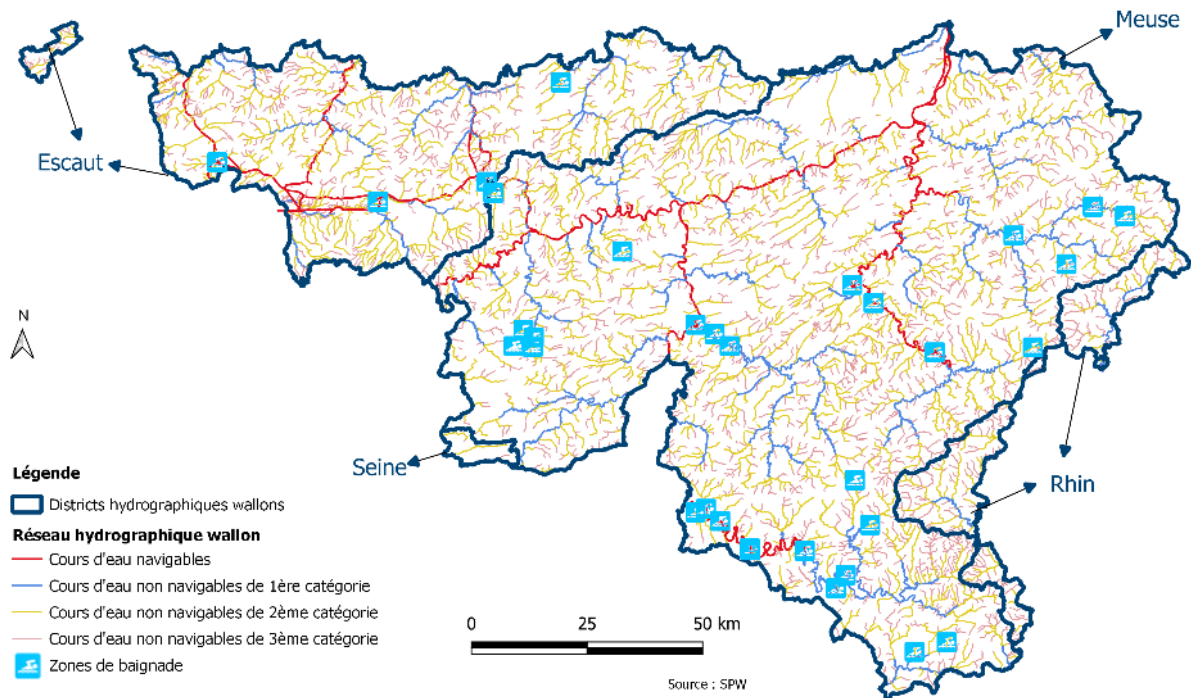 Meuse
Escaut
N
Seine
Rhin
Légende
Districts hydrographiques wallons
Réseau hydrographique wallon
Cours d'eau navigables
Cours d'eau non navigables de 1ère catégorie
Cours d'eau non navigables de 2ème catégorie
Cours d'eau non navigables de 3ème catégorie
Zones de baignade
0 25 50 km
Source : SPW